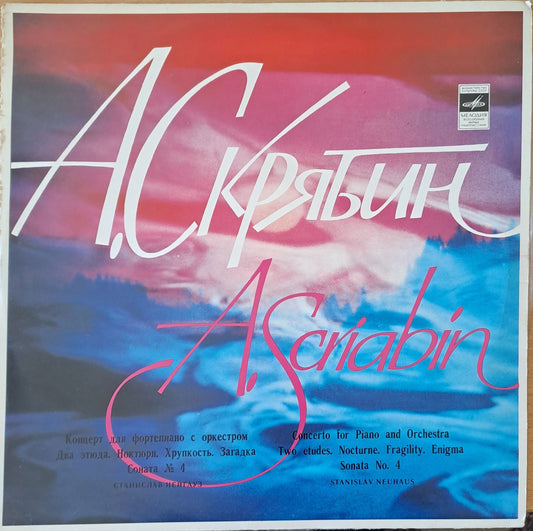 МЕЛОДИЯ
А.Скрябин
A.Scriabin
Концерт для фортепиано с оркестром
Два этюда. Ноктюрн. Хрупкость. Загадка
Соната № 4
СТАНИСЛАВ НЕЙГАУЗ
Concerto for Piano and Orchestra
Two etudes. Nocturne. Fragility. Enigma
Sonata No. 4
STANISLAV NEUHAUS